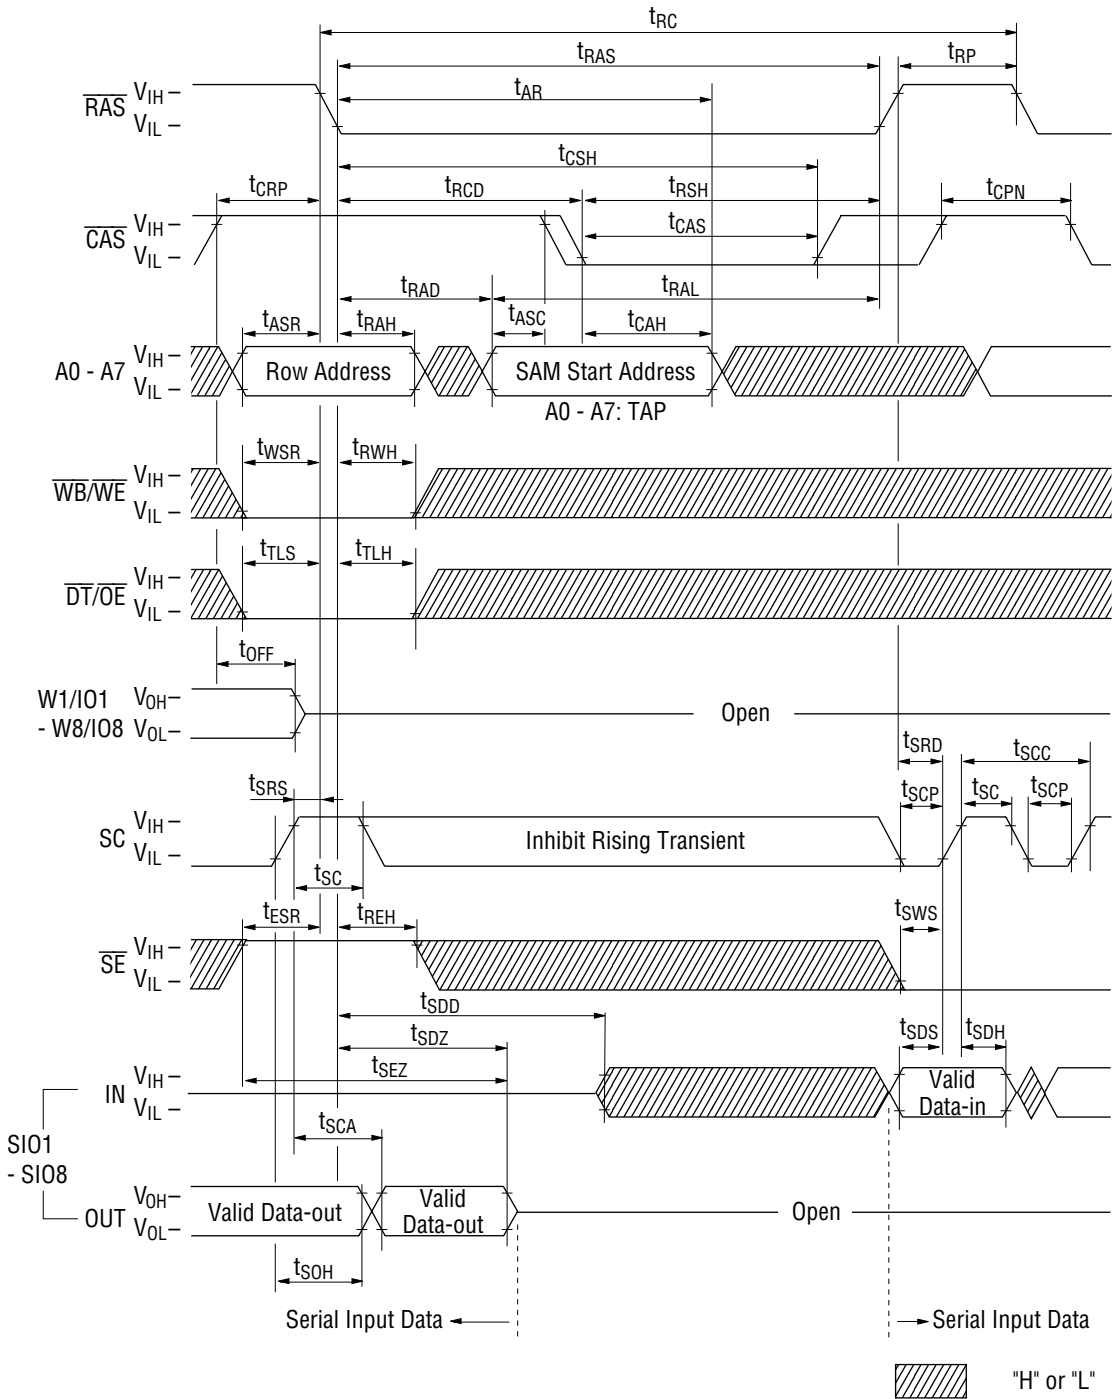 tRC
tRAS
tRP
tAR
RAS VIH
VIL
tCSH
tCRP
tRCD
tRSH
tCPN
CAS VIH
VIL
tCAS
tRAD
tRAL
tASR
tRAH
tASC
tCAH
A0 - A7 VIH
VIL
Row Address
SAM Start Address
A0 - A7: TAP
tWSR
tRWH
WB/WE VIH
VIL
tTLS
tTLH
DT/OE VIH
VIL
tOFF
W1/IO1 VOH
- W8/IO8 VOL
Open
tSRD
tSCC
tSRS
tSCP
tSC
tSCP
SC VIH
VIL
Inhibit Rising Transient
tSC
tESR
tREH
tSWS
SE VIH
VIL
tSDD
tSDZ
tSDS
tSDH
tSEZ
IN VIH
VIL
Valid
Data-in
SIO1
- SIO8
tSCA
OUT VOH
VOL
Valid Data-out
Valid
Data-out
Open
tSOH
Serial Input Data
Serial Input Data
"H" or "L"